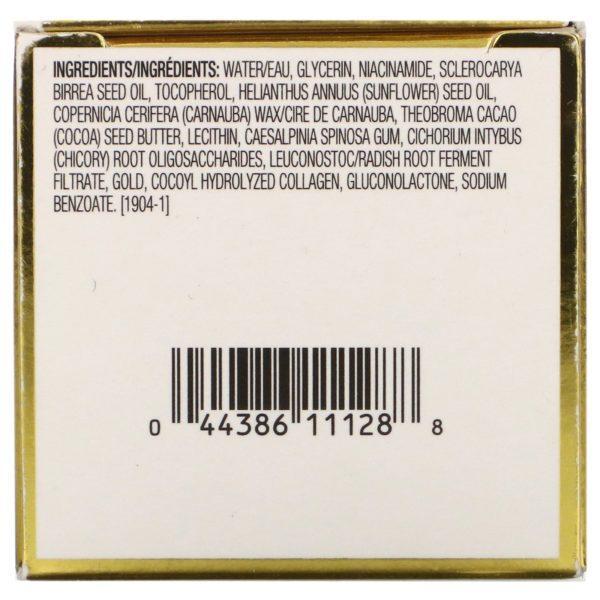 INGREDIENTS/INGRÉDIENTS: WATER/EAU, GLYCERIN, NIACINAMIDE, SCLEROCARYA
BIRREA SEED OIL, TOCOPHEROL, HELIANTHUS ANNUUS (SUNFLOWER) SEED OIL,
COPERNICIA CERIFERA (CARNAUBA) WAX/CIRE DE CARNAUBA, THEOBROMA CACAO
(COCOA) SEED BUTTER, LECITHIN, CAESALPINIA SPINOSA GUM, CICHORIUM INTYBUS
(CHICORY) ROOT OLIGOSACCHARIDES, LEUCONOSTOC/RADISH ROOT FERMENT
FILTRATE, GOLD, COCOYL HYDROLYZED COLLAGEN, GLUCONOLACTONE, SODIUM
BENZOATE. [1904-1]
0 44386 11128 8